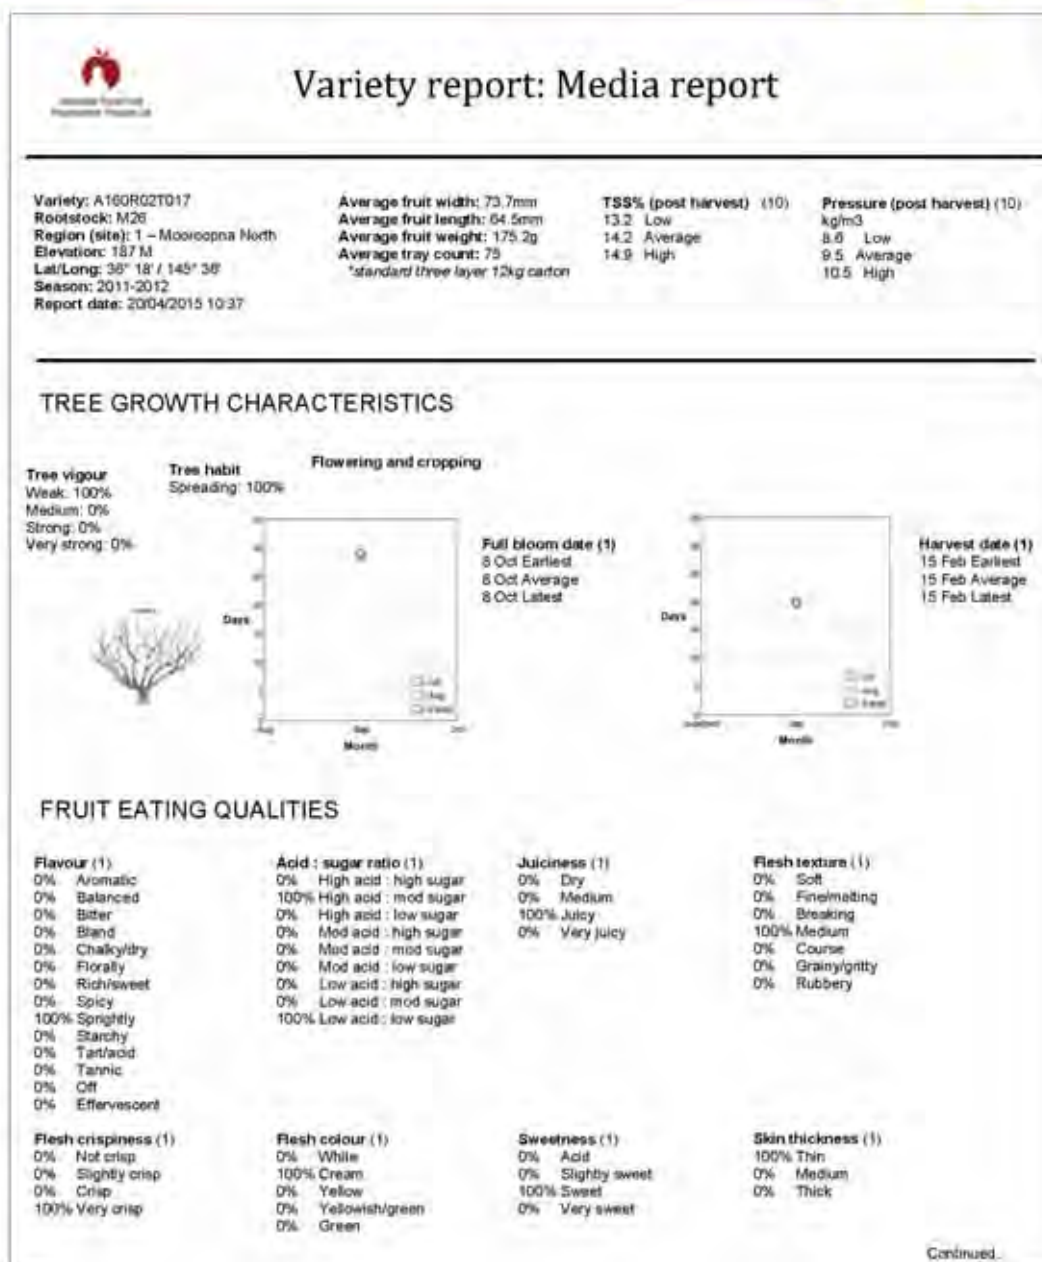 Variety report: Media report
Variety: A160R02T017
Rootstock: M26
Region (site): 1 – Mooroopna North
Elevation: 187 M
Lat/Long: 36° 18' / 145° 36'
Season: 2011-2012
Report date: 20/04/2015 10:37
Average fruit width: 73.7mm
Average fruit length: 64.5mm
Average fruit weight: 175.2g
Average tray count: 75
*standard three layer 12kg carton
TSS% (post harvest) (10)
13.2 Low
14.2 Average
14.9 High
Pressure (post harvest) (10)
kg/m3
8.6 Low
9.5 Average
10.5 High
TREE GROWTH CHARACTERISTICS
Tree vigour
Weak: 100%
Medium: 0%
Strong: 0%
Very strong: 0%
Tree habit
Spreading: 100%
Flowering and cropping
Days
Month
Full bloom date (1)
8 Oct Earliest
8 Oct Average
8 Oct Latest
Days
Month
Harvest date (1)
15 Feb Earliest
15 Feb Average
15 Feb Latest
FRUIT EATING QUALITIES
Flavour (1)
0% Aromatic
0% Balanced
0% Bitter
0% Bland
0% Chalky/dry
0% Florally
0% Rich/sweet
0% Spicy
100% Sprightly
0% Starchy
0% Tart/acid
0% Tannic
0% Off
0% Effervescent
Acid : sugar ratio (1)
0% High acid : high sugar
100% High acid : mod sugar
0% High acid : low sugar
0% Mod acid : high sugar
0% Mod acid : mod sugar
0% Mod acid : low sugar
0% Low acid : high sugar
0% Low acid : mod sugar
100% Low acid : low sugar
Juiciness (1)
0% Dry
0% Medium
100% Juicy
0% Very juicy
Flesh texture (1)
0% Soft
0% Fine/melting
0% Breaking
100% Medium
0% Course
0% Grainy/gritty
0% Rubbery
Flesh crispiness (1)
0% Not crisp
0% Slightly crisp
0% Crisp
100% Very crisp
Flesh colour (1)
0% White
100% Cream
0% Yellow
0% Yellowish/green
0% Green
Sweetness (1)
0% Acid
0% Slightly sweet
100% Sweet
0% Very sweet
Skin thickness (1)
100% Thin
0% Medium
0% Thick
Continued..